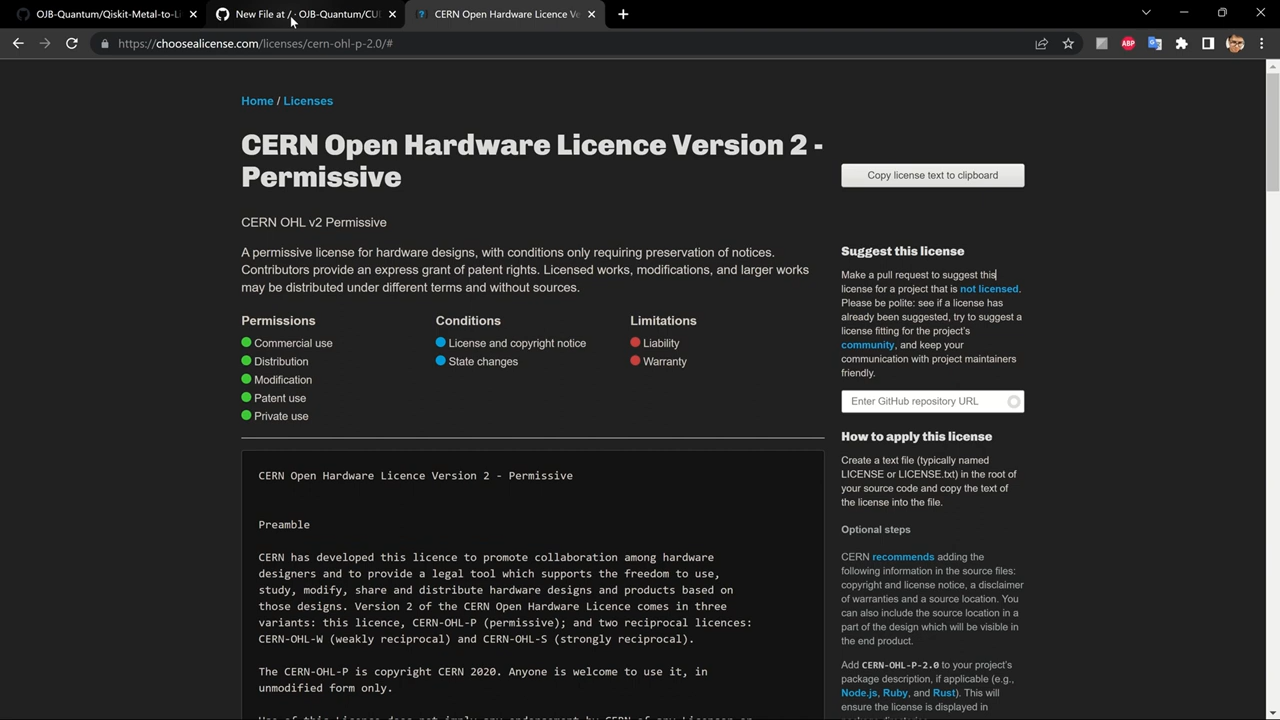 OJB-Quantum/Qiskit-Metal-to-Li
New File at / · OJB-Quantum/CUI
CERN Open Hardware Licence Ve
https://choosealicense.com/licenses/cern-ohl-p-2.0/#
ABP
Home / Licenses
CERN Open Hardware Licence Version 2 -
Permissive
Copy license text to clipboard
CERN OHL v2 Permissive
A permissive license for hardware designs, with conditions only requiring preservation of notices.
Contributors provide an express grant of patent rights. Licensed works, modifications, and larger works
may be distributed under different terms and without sources.
Permissions
Commercial use
Distribution
Modification
Patent use
Private use
Conditions
License and copyright notice
State changes
Limitations
Liability
Warranty
Suggest this license
Make a pull request to suggest this
license for a project that is not licensed.
Please be polite: see if a license has
already been suggested, try to suggest a
license fitting for the project's
community, and keep your
communication with project maintainers
friendly.
Enter GitHub repository URL
How to apply this license
Create a text file (typically named
LICENSE or LICENSE.txt) in the root of
your source code and copy the text of
the license into the file.
Optional steps
CERN recommends adding the
following information in the source files:
copyright and license notice, a disclaimer
of warranties and a source location. You
can also include the source location in a
part of the design which will be visible in
the end product.
Add CERN-OHL-P-2.0 to your project's
package description, if applicable (e.g.,
Node.js, Ruby, and Rust). This will
ensure the license is displayed in
CERN Open Hardware Licence Version 2 - Permissive
Preamble
CERN has developed this licence to promote collaboration among hardware
designers and to provide a legal tool which supports the freedom to use,
study, modify, share and distribute hardware designs and products based on
those designs. Version 2 of the CERN Open Hardware Licence comes in three
variants: this licence, CERN-OHL-P (permissive); and two reciprocal licences:
CERN-OHL-W (weakly reciprocal) and CERN-OHL-S (strongly reciprocal).
The CERN-OHL-P is copyright CERN 2020. Anyone is welcome to use it, in
unmodified form only.